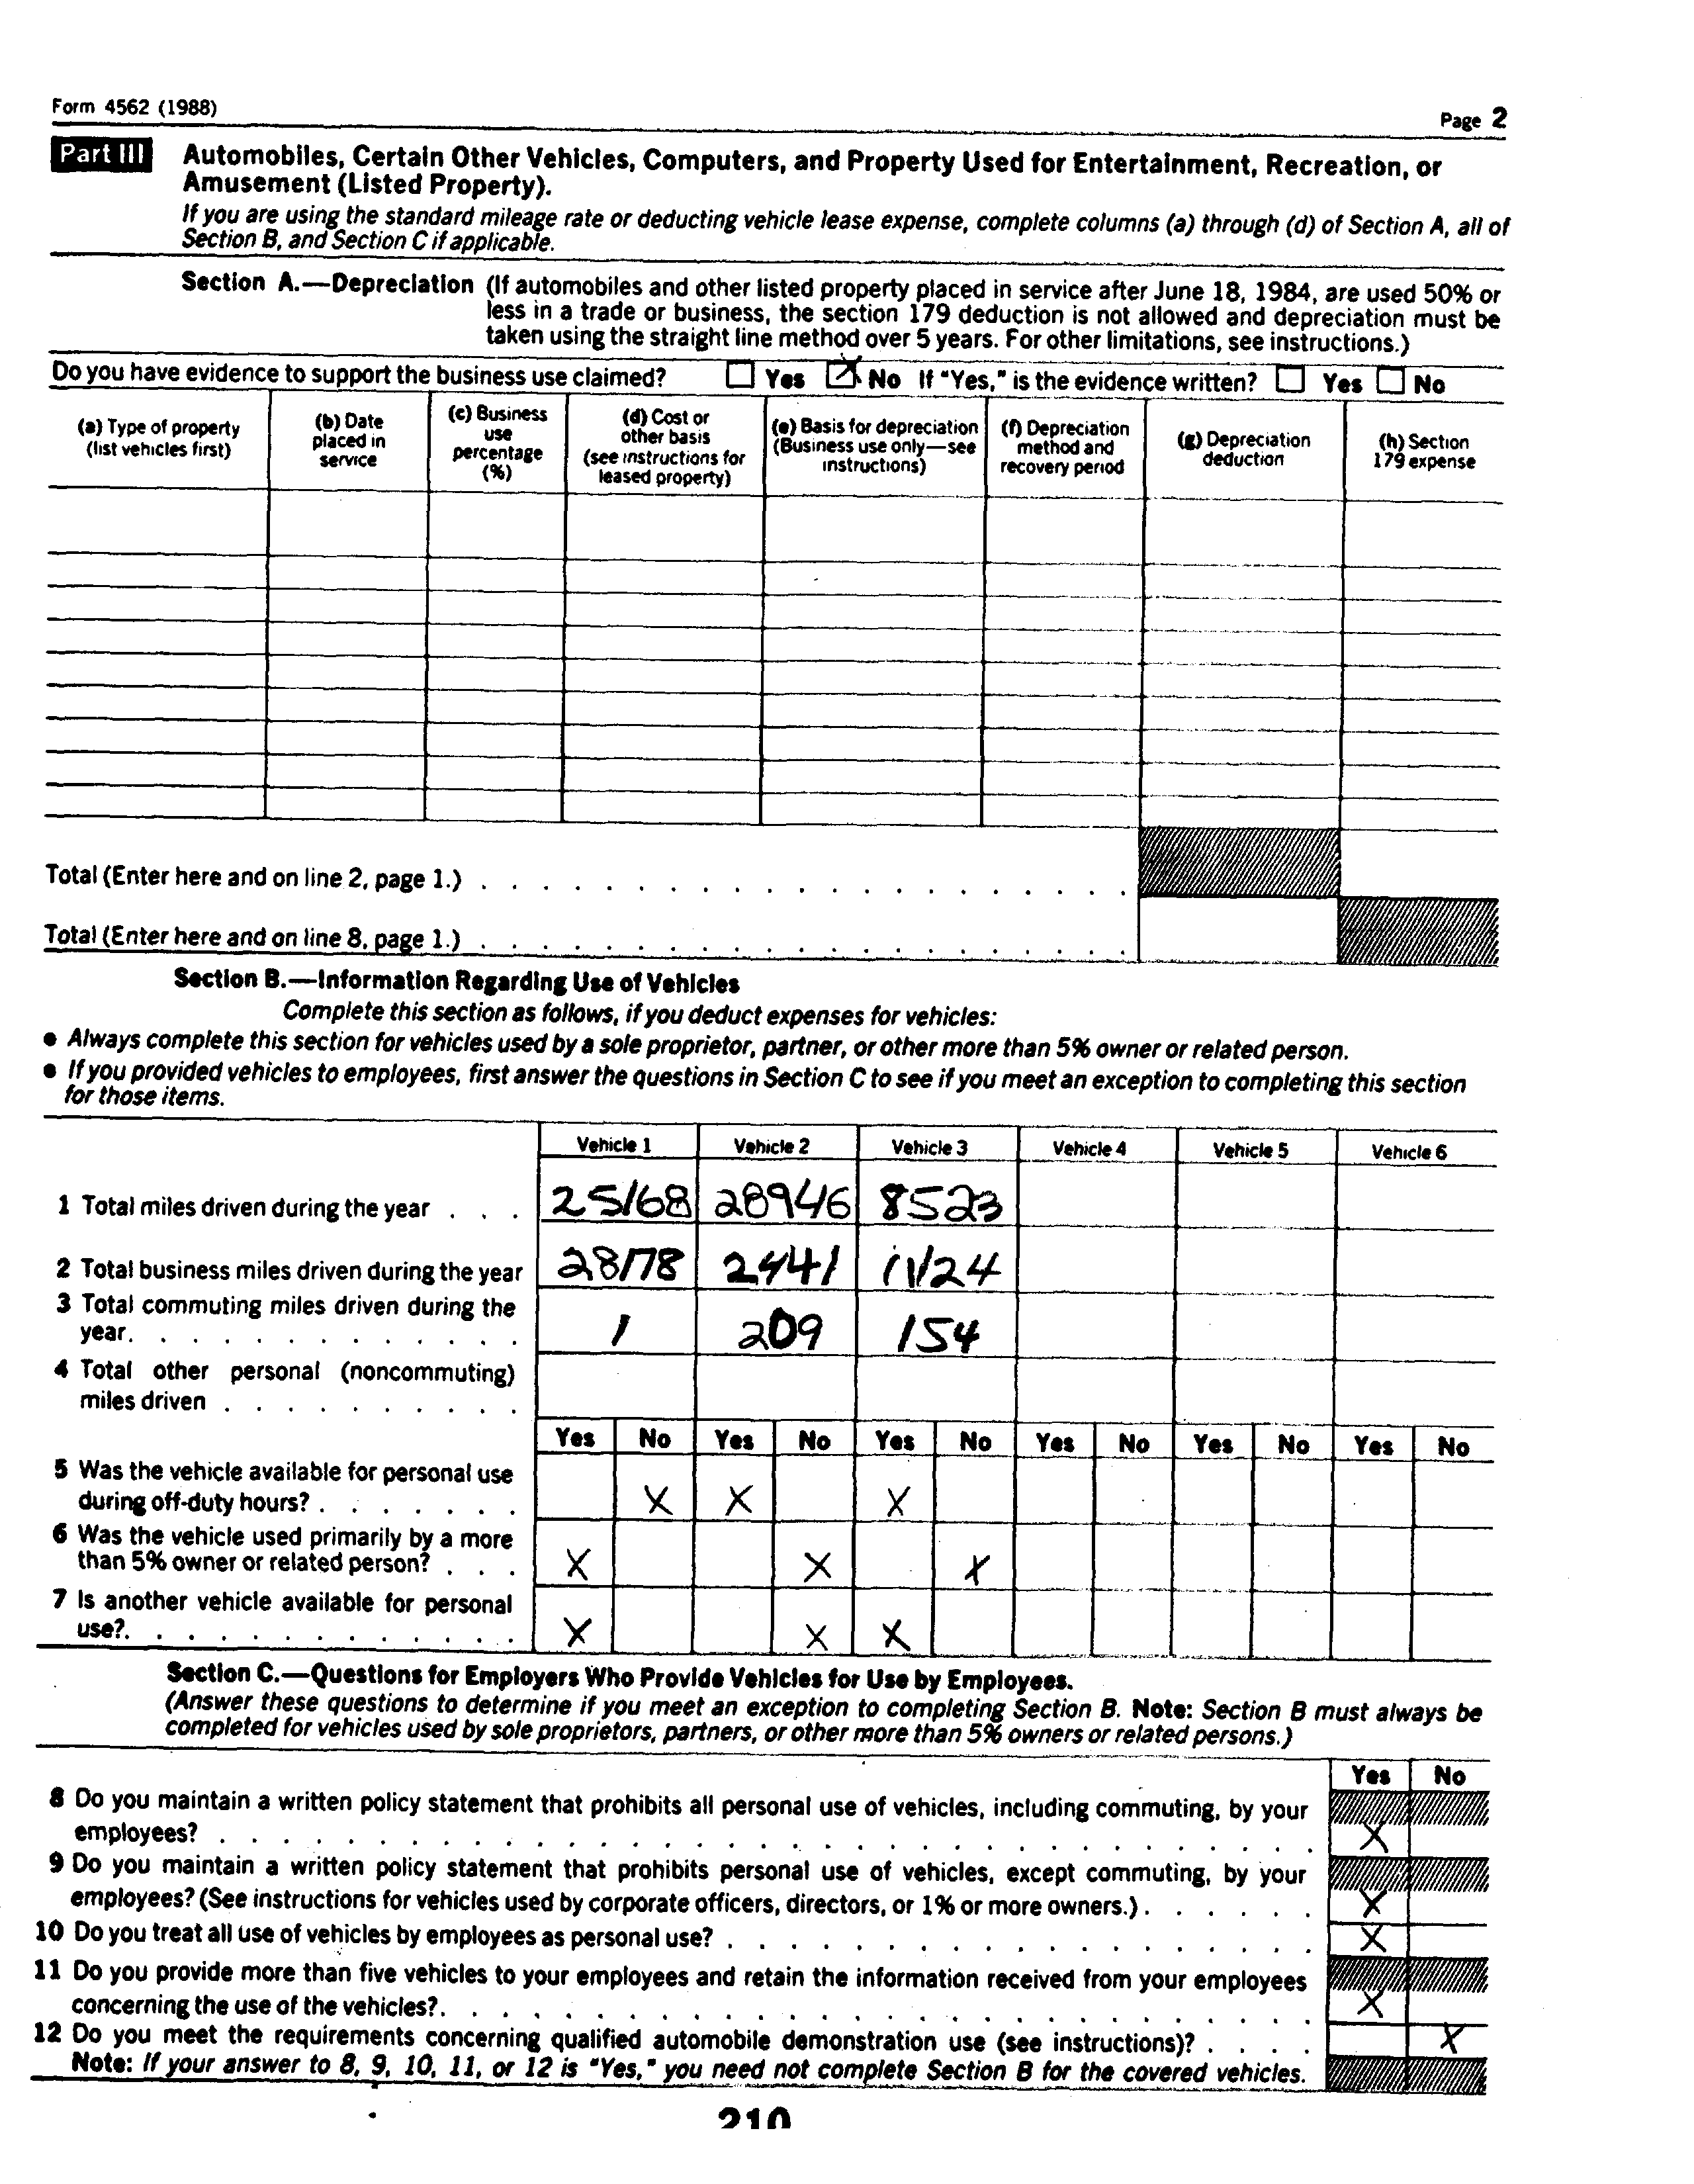 Form 4562 (1988)
Page 2
Part III Automobiles, Certain Other Vehicles, Computers, and Property Used for Entertainment, Recreation, or
Amusement (Listed Property).
If you are using the standard mileage rate or deducting vehicle lease expense, complete columns (a) through (d) of Section A, all of
Section B, and Section C if applicable.
Section A.—Depreciation (If automobiles and other listed property placed in service after June 18, 1984, are used 50% or
less in a trade or business, the section 179 deduction is not allowed and depreciation must be
taken using the straight line method over 5 years. For other limitations, see instructions.)
Do you have evidence to support the business use claimed? Yes X No If "Yes," is the evidence written? Yes No
(a) Type of property
(list vehicles first)
(b) Date
placed in
service
(c) Business
use
percentage
(%)
(d) Cost or
other basis
(see instructions for
leased property)
(e) Basis for depreciation
(Business use only—see
instructions)
(f) Depreciation
method and
recovery period
(g) Depreciation
deduction
(h) Section
179 expense
Total (Enter here and on line 2, page 1.) . . . . . . . . . . . . . . . . . . . . .
Total (Enter here and on line 8, page 1.) . . . . . . . . . . . . . . . . . . . . .
Section B.—Information Regarding Use of Vehicles
Complete this section as follows, if you deduct expenses for vehicles:
● Always complete this section for vehicles used by a sole proprietor, partner, or other more than 5% owner or related person.
● If you provided vehicles to employees, first answer the questions in Section C to see if you meet an exception to completing this section
for those items.
Vehicle 1 Vehicle 2 Vehicle 3 Vehicle 4 Vehicle 5 Vehicle 6
1 Total miles driven during the year . . . 25168 28946 8523
2 Total business miles driven during the year 28178 2441 11124
3 Total commuting miles driven during the
year. . . . . . . . . . . . . 1 209 154
4 Total other personal (noncommuting)
miles driven . . . . . . . . . .
Yes No Yes No Yes No Yes No Yes No Yes No
5 Was the vehicle available for personal use
during off-duty hours? . . . . . . . X X X
6 Was the vehicle used primarily by a more
than 5% owner or related person? . . . X X X
7 Is another vehicle available for personal
use?. . . . . . . . . . . . . X X X
Section C.—Questions for Employers Who Provide Vehicles for Use by Employees.
(Answer these questions to determine if you meet an exception to completing Section B. Note: Section B must always be
completed for vehicles used by sole proprietors, partners, or other more than 5% owners or related persons.)
Yes No
8 Do you maintain a written policy statement that prohibits all personal use of vehicles, including commuting, by your
employees? . . . . . . . . . . . . . . . . . . . . . . . . . . . . . . . . . . . X
9 Do you maintain a written policy statement that prohibits personal use of vehicles, except commuting, by your
employees? (See instructions for vehicles used by corporate officers, directors, or 1% or more owners.) . . . . . . X
10 Do you treat all use of vehicles by employees as personal use? . . . . . . . . . . . . . . . . . . . X
11 Do you provide more than five vehicles to your employees and retain the information received from your employees
concerning the use of the vehicles?. . . . . . . . . . . . . . . . . . . . . . . . . . . . X
12 Do you meet the requirements concerning qualified automobile demonstration use (see instructions)? . . . . X
Note: If your answer to 8, 9, 10, 11, or 12 is "Yes," you need not complete Section B for the covered vehicles.
210